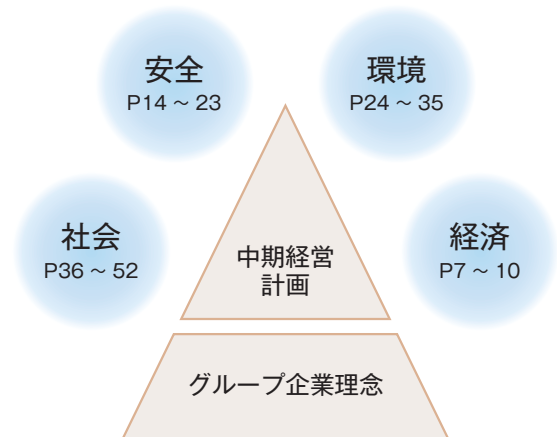 安全
P14 ~ 23
環境
P24 ~ 35
社会
P36 ~ 52
経済
P7 ~ 10
中期経営
計画
グループ企業理念